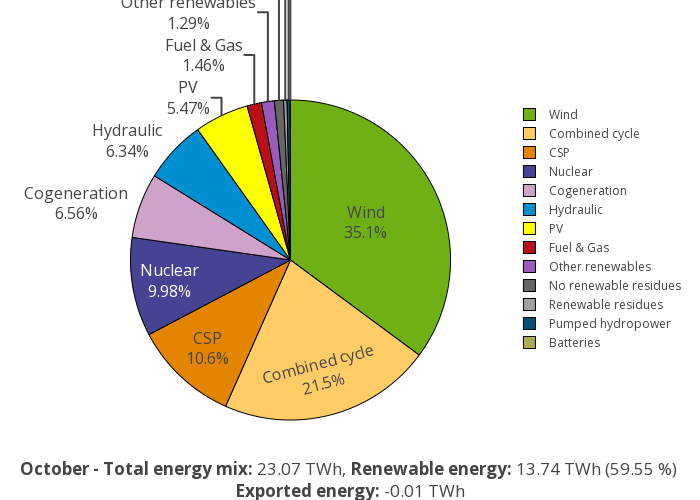 Other renewables
1.29%
Fuel & Gas
1.46%
PV
5.47%
Hydraulic
6.34%
Cogeneration
6.56%
Nuclear
9.98%
CSP
10.6%
Combined cycle
21.5%
Wind
35.1%
Wind
Combined cycle
CSP
Nuclear
Cogeneration
Hydraulic
PV
Fuel & Gas
Other renewables
No renewable residues
Renewable residues
Pumped hydropower
Batteries
October - Total energy mix: 23.07 TWh, Renewable energy: 13.74 TWh (59.55 %)
Exported energy: -0.01 TWh